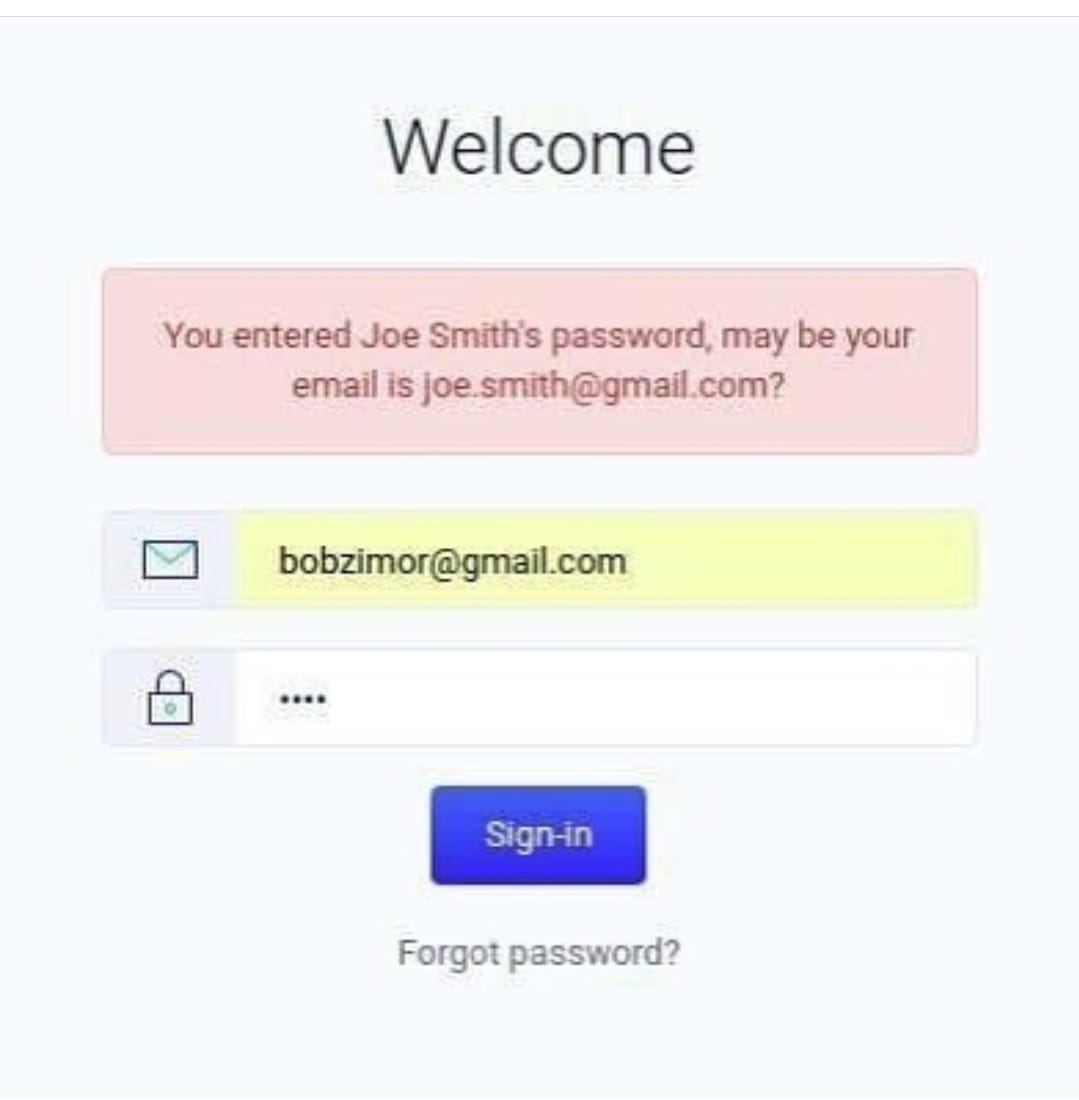 Welcome
You entered Joe Smith's password, may be your
email is joe.smith@gmail.com?
bobzimor@gmail.com
••••
Sign-in
Forgot password?